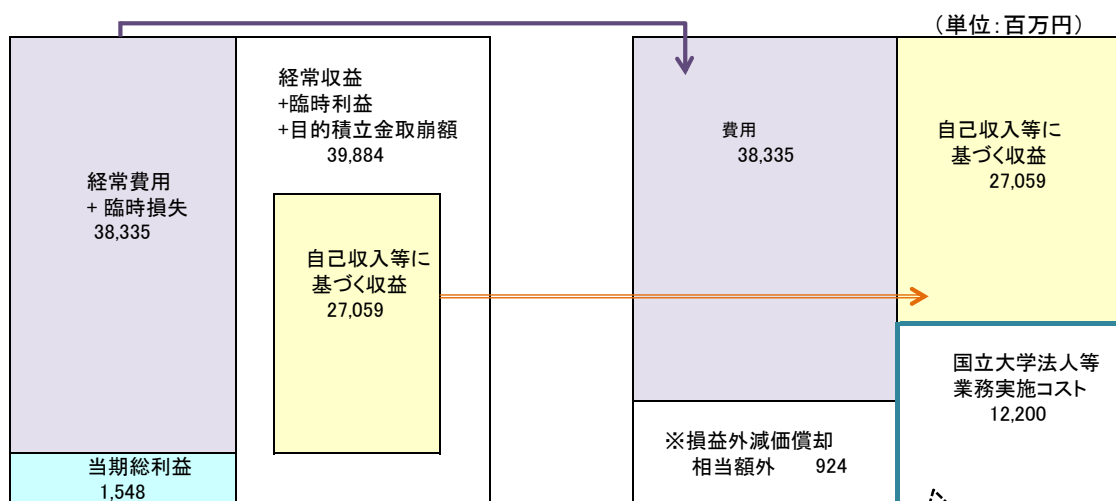 (単位:百万円)
経常費用
+ 臨時損失
38,335
当期総利益
1,548
経常収益
+臨時利益
+目的積立金取崩額
39,884
自己収入等に
基づく収益
27,059
費用
38,335
※損益外減価償却
相当額外 924
自己収入等に
基づく収益
27,059
国立大学法人等
業務実施コスト
12,200